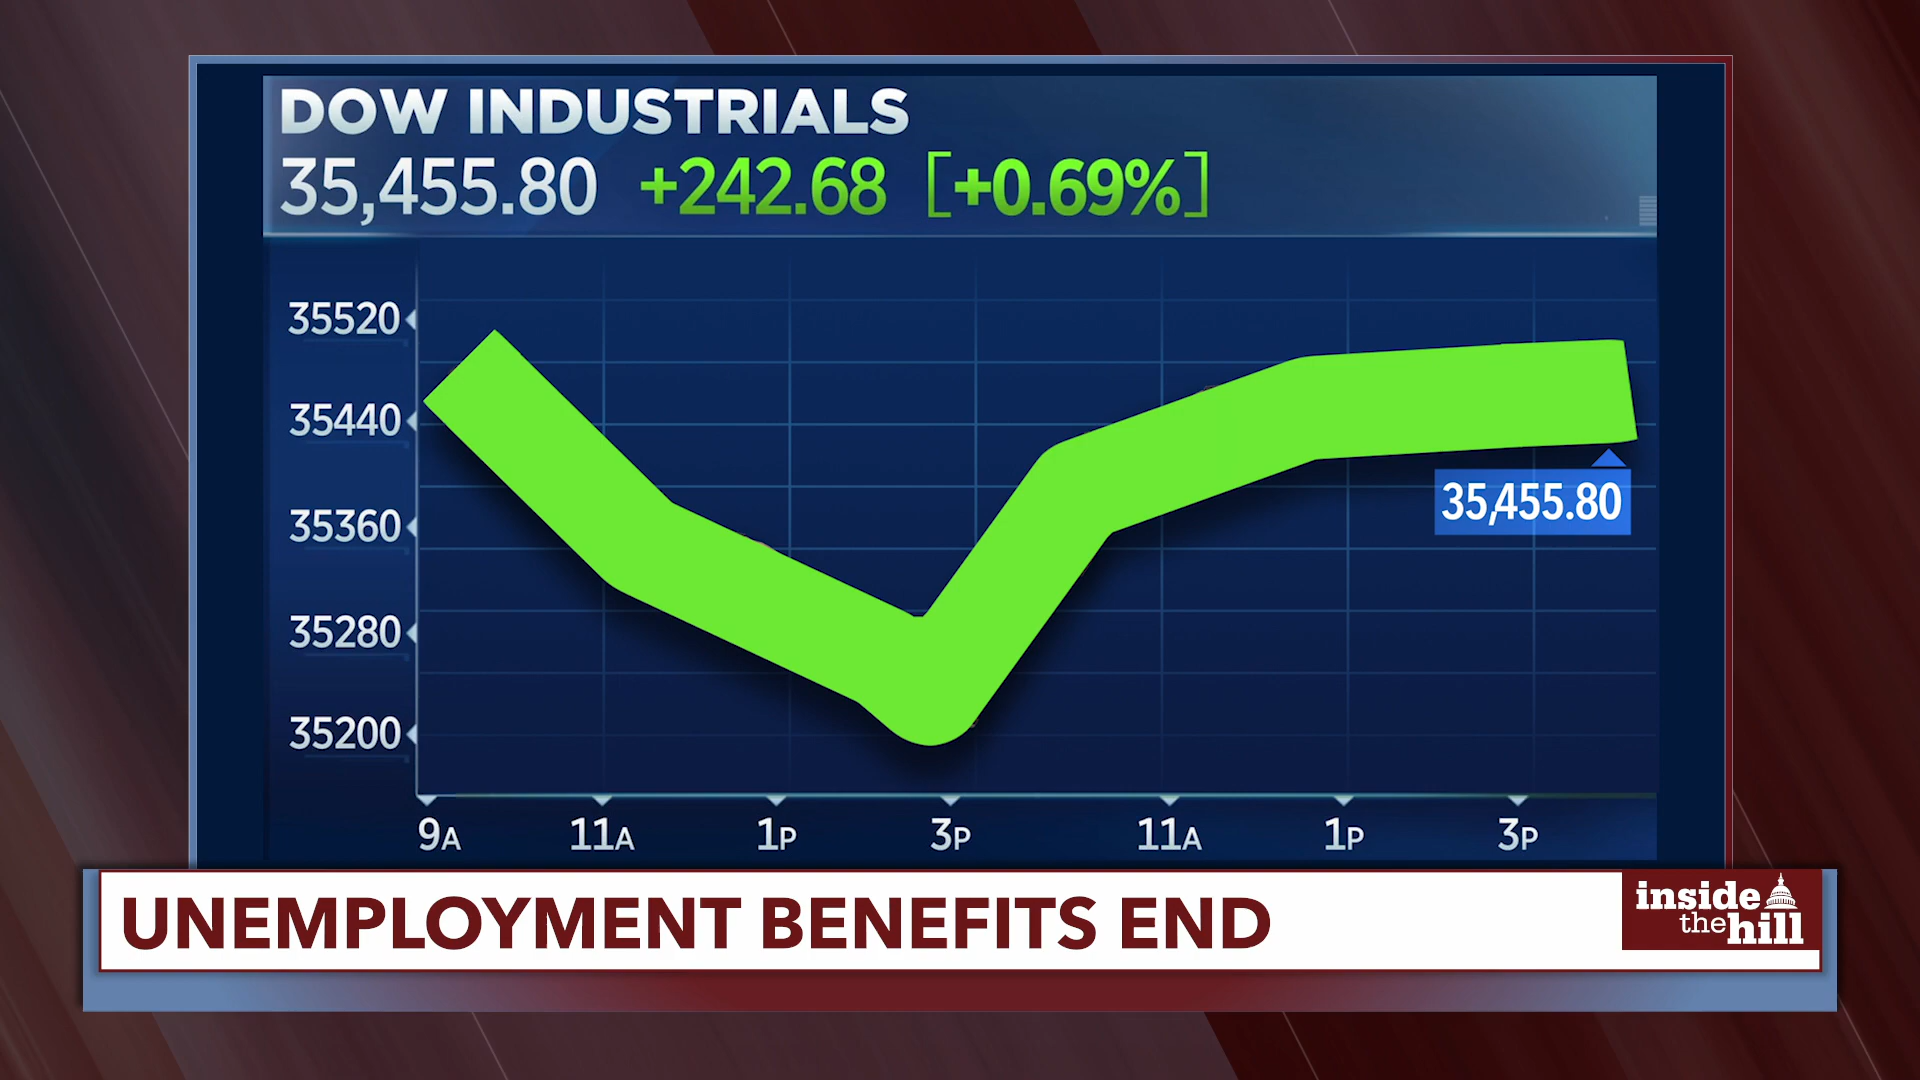 DOW INDUSTRIALS
35,455.80 +242.68 [+0.69%]
35520
35440
35360
35280
35200
35,455.80
9A 11A 1P 3P 11A 1P 3P
UNEMPLOYMENT BENEFITS END
inside
the hill